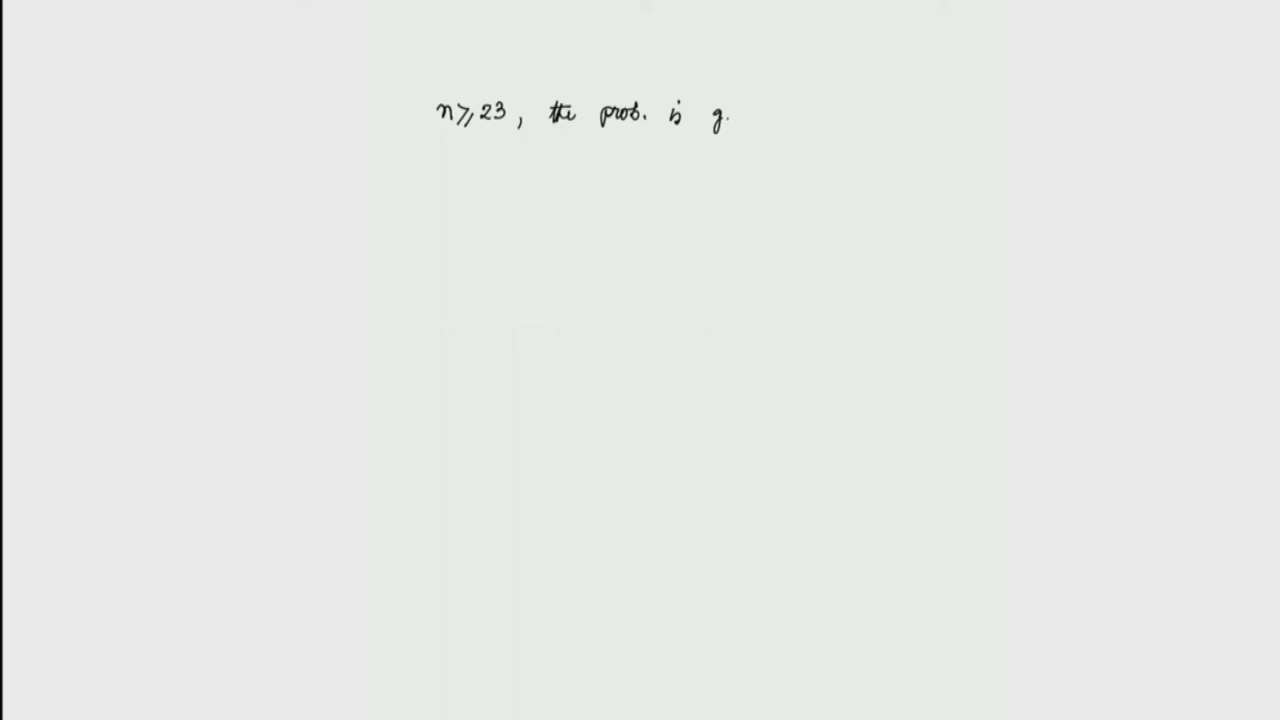 n ⩾ 23, the prob. is g.